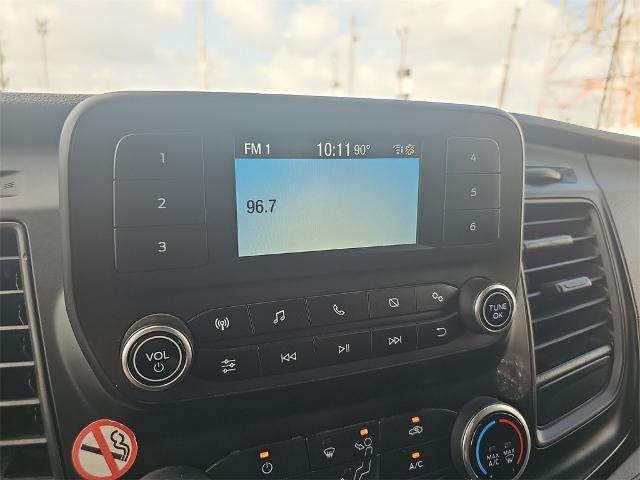 FM 1 10:11 90°
96.7
1
2
3
4
5
6
VOL
TUNE
OK
A/C
MAX
A/C
MAX